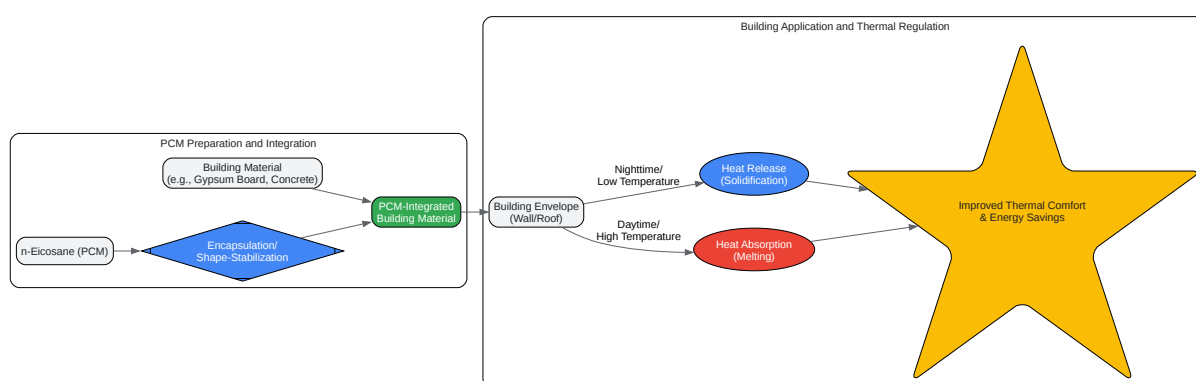 PCM Preparation and Integration
Building Material
(e.g., Gypsum Board, Concrete)
n-Eicosane (PCM)
Encapsulation/
Shape-Stabilization
PCM-Integrated
Building Material
Building Application and Thermal Regulation
Building Envelope
(Wall/Roof)
Nighttime/
Low Temperature
Daytime/
High Temperature
Heat Release
(Solidification)
Heat Absorption
(Melting)
Improved Thermal Comfort
& Energy Savings